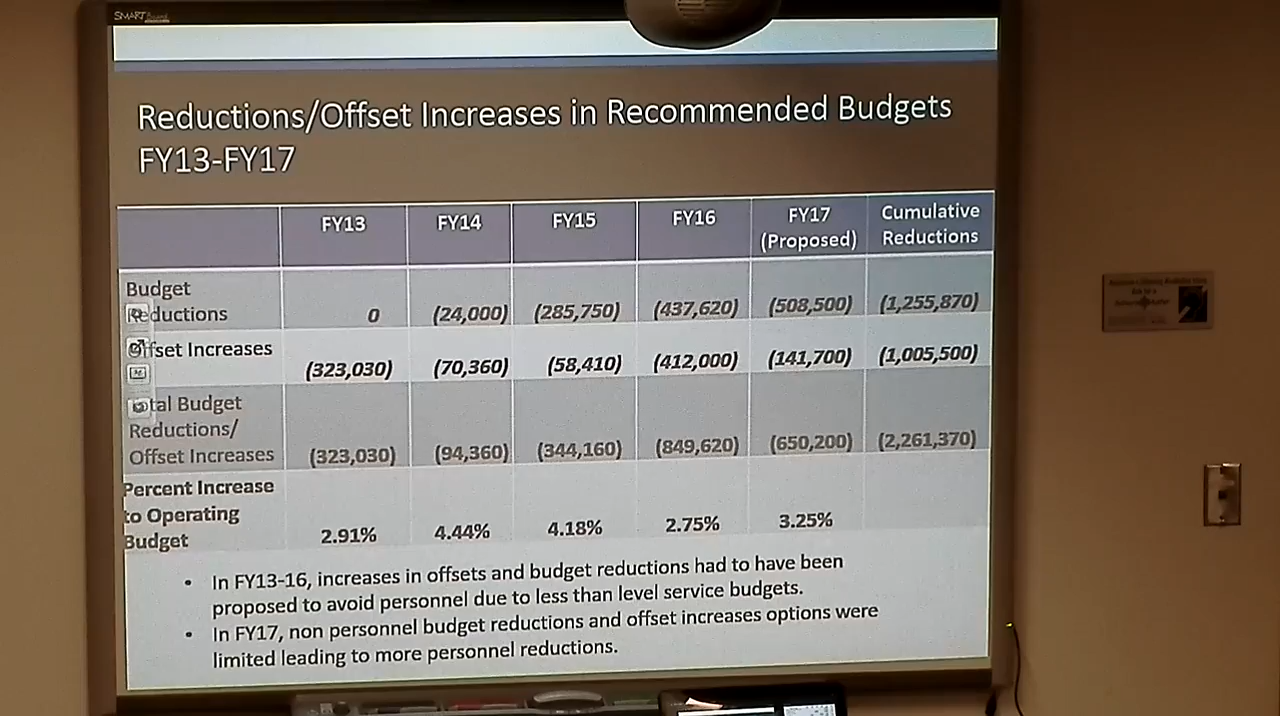 SMART Board
Reductions/Offset Increases in Recommended Budgets
FY13-FY17
FY13 FY14 FY15 FY16 FY17 (Proposed) Cumulative Reductions
Budget
Reductions 0 (24,000) (285,750) (437,620) (508,500) (1,255,870)
Offset Increases (323,030) (70,360) (58,410) (412,000) (141,700) (1,005,500)
Total Budget
Reductions/
Offset Increases (323,030) (94,360) (344,160) (849,620) (650,200) (2,261,370)
Percent Increase
to Operating
Budget 2.91% 4.44% 4.18% 2.75% 3.25%
• In FY13-16, increases in offsets and budget reductions had to have been
proposed to avoid personnel due to less than level service budgets.
• In FY17, non personnel budget reductions and offset increases options were
limited leading to more personnel reductions.